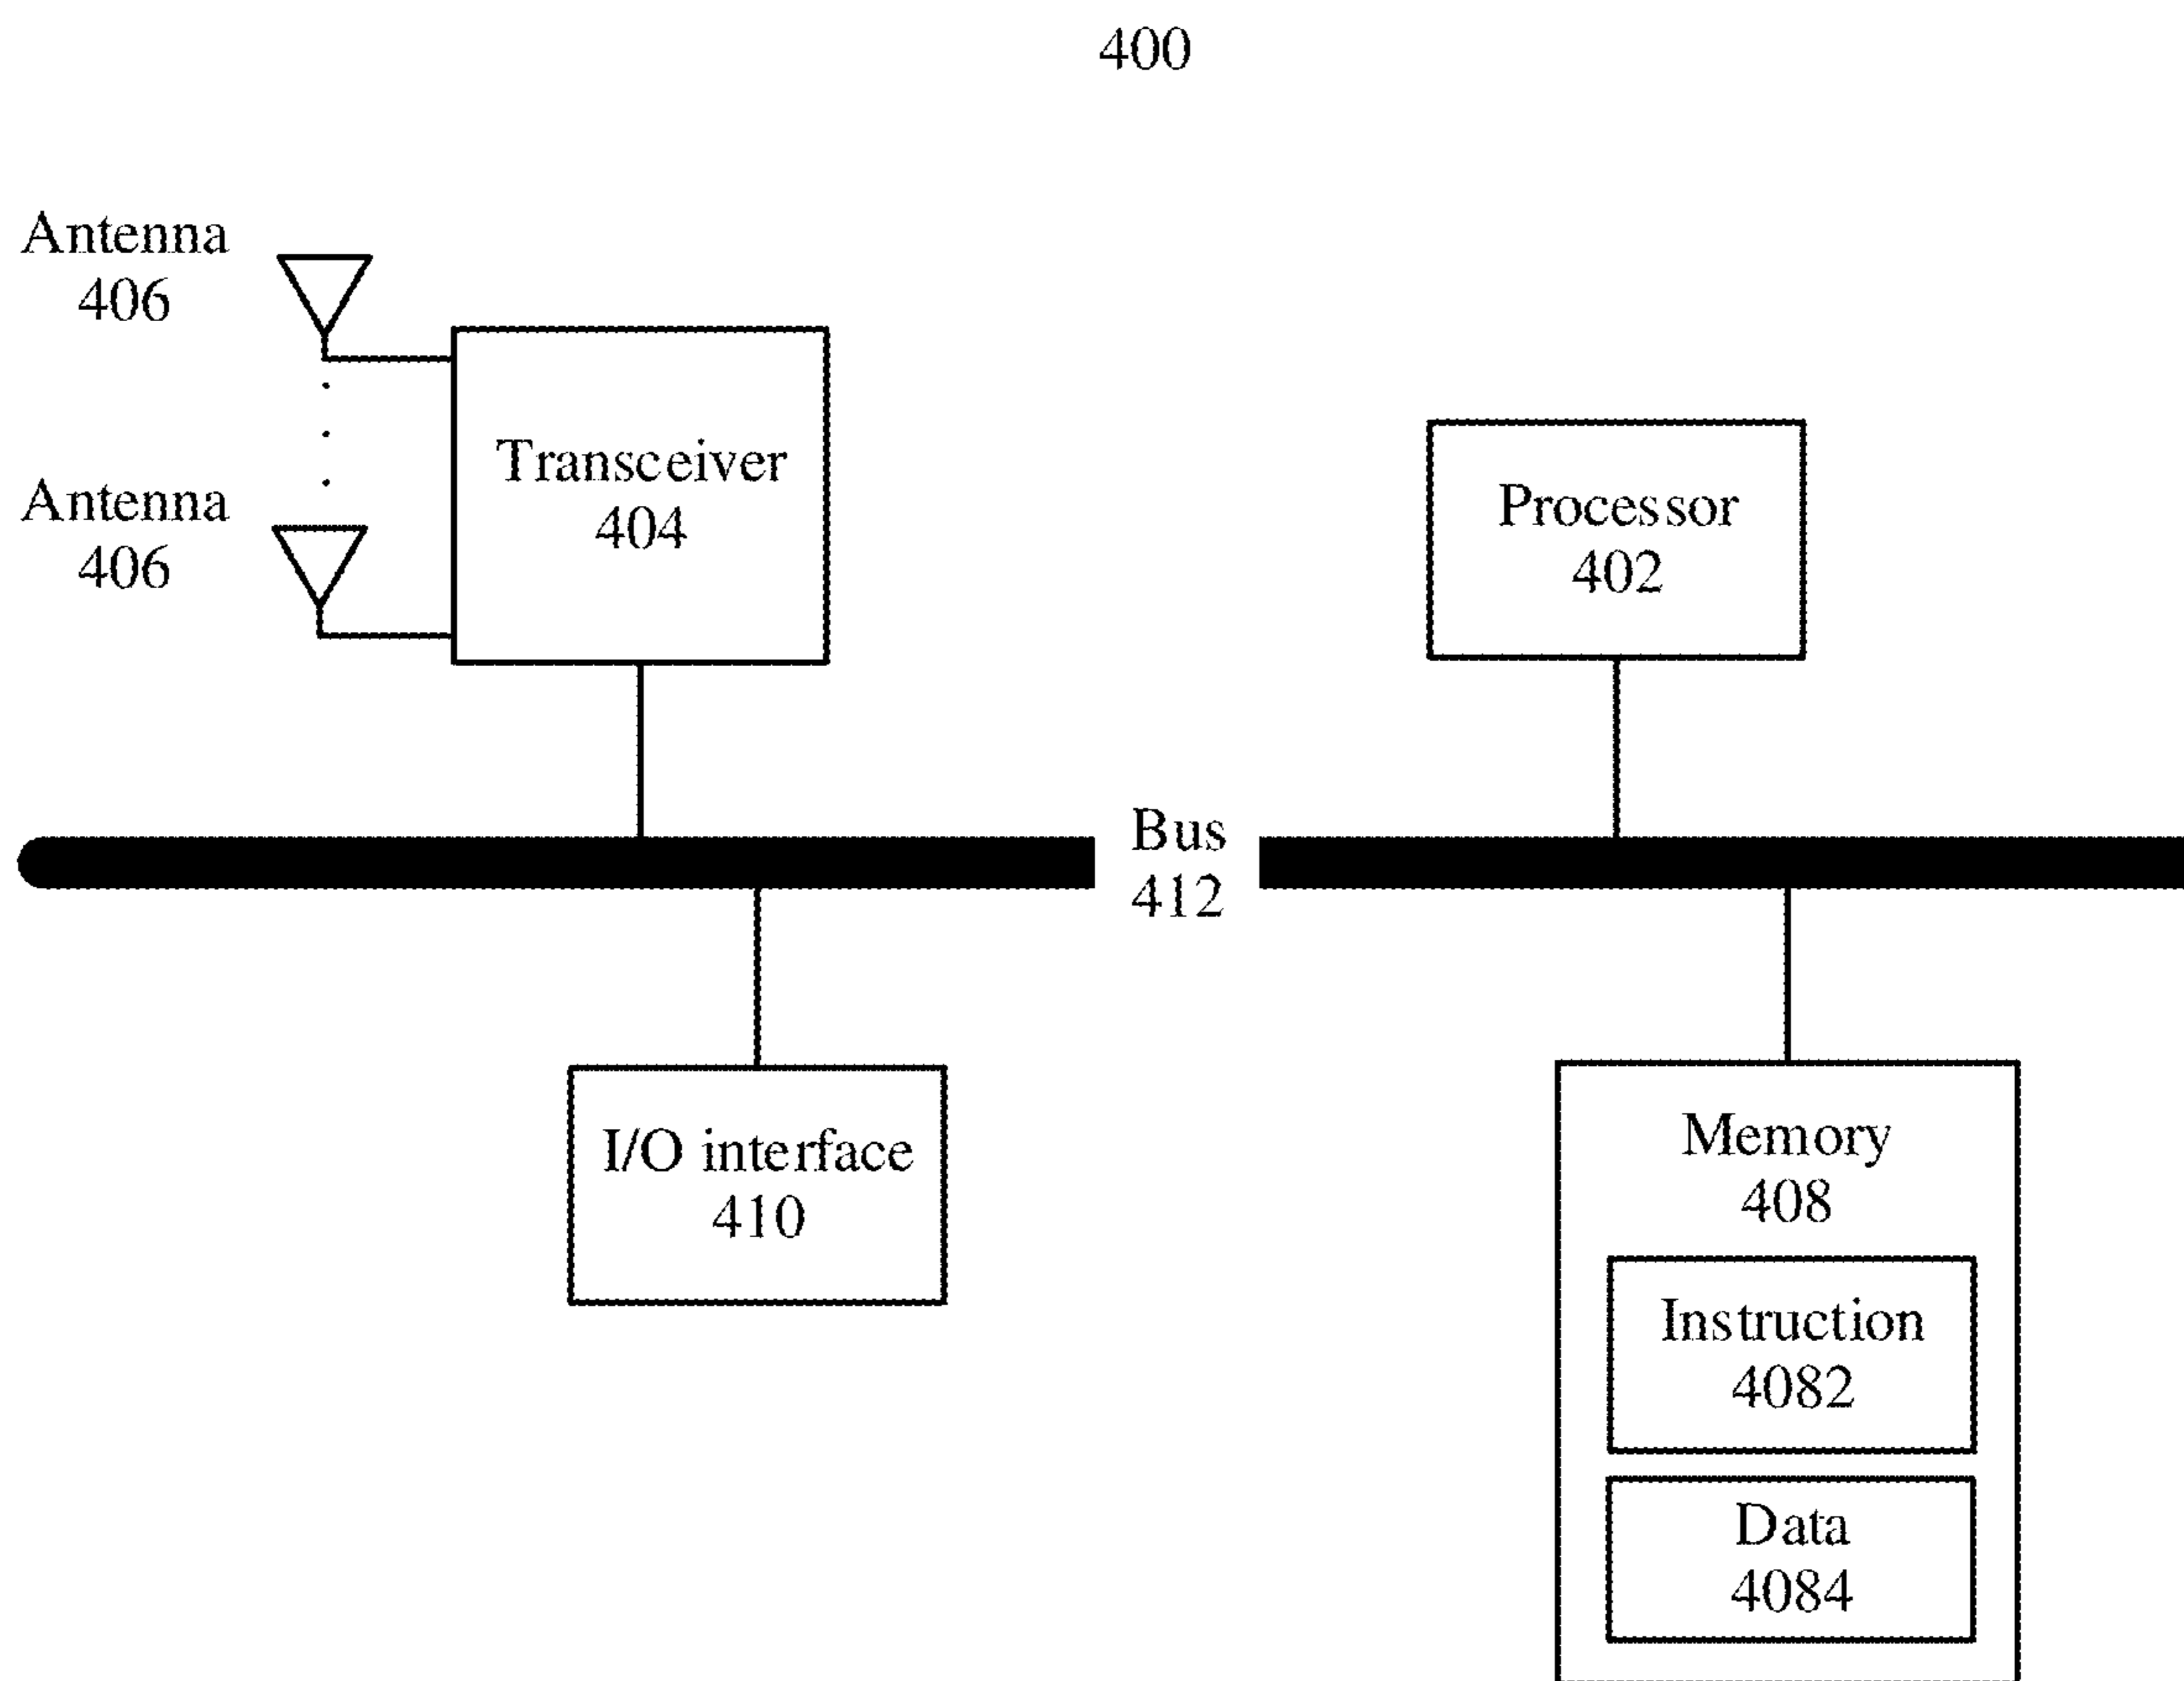 400
Antenna
406
Transceiver
404
Antenna
406
Processor
402
Bus
412
I/O interface
410
Memory
408
Instruction
4082
Data
4084